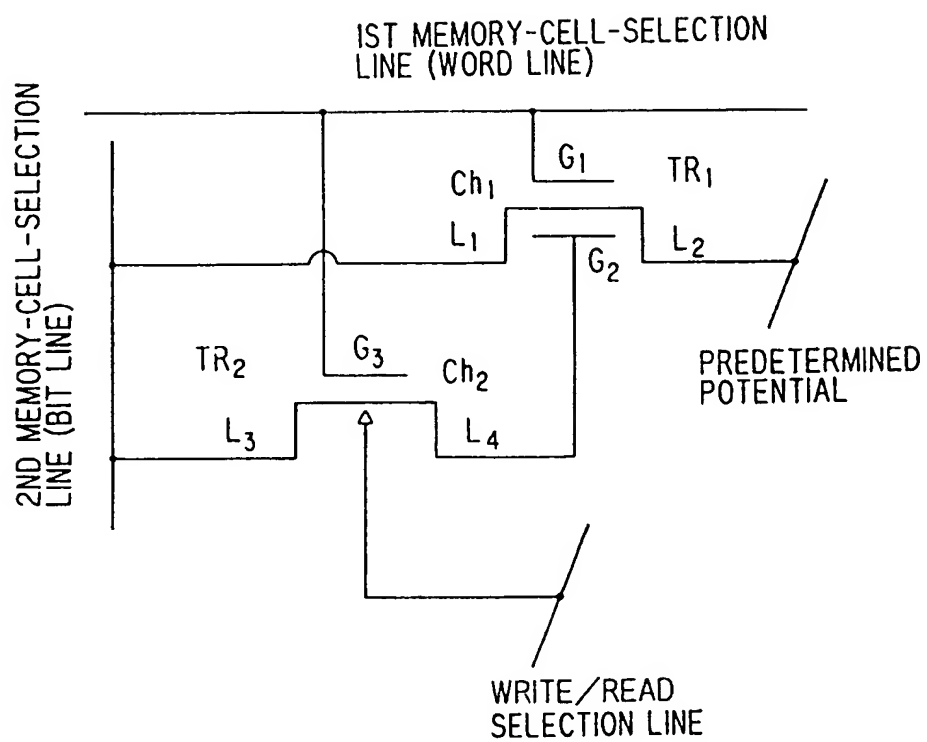 1ST MEMORY-CELL-SELECTION
LINE (WORD LINE)
2ND MEMORY-CELL-SELECTION
LINE (BIT LINE)
G1
TR1
Ch1
L1
G2
L2
TR2
G3
Ch2
PREDETERMINED
POTENTIAL
L3
L4
WRITE/READ
SELECTION LINE